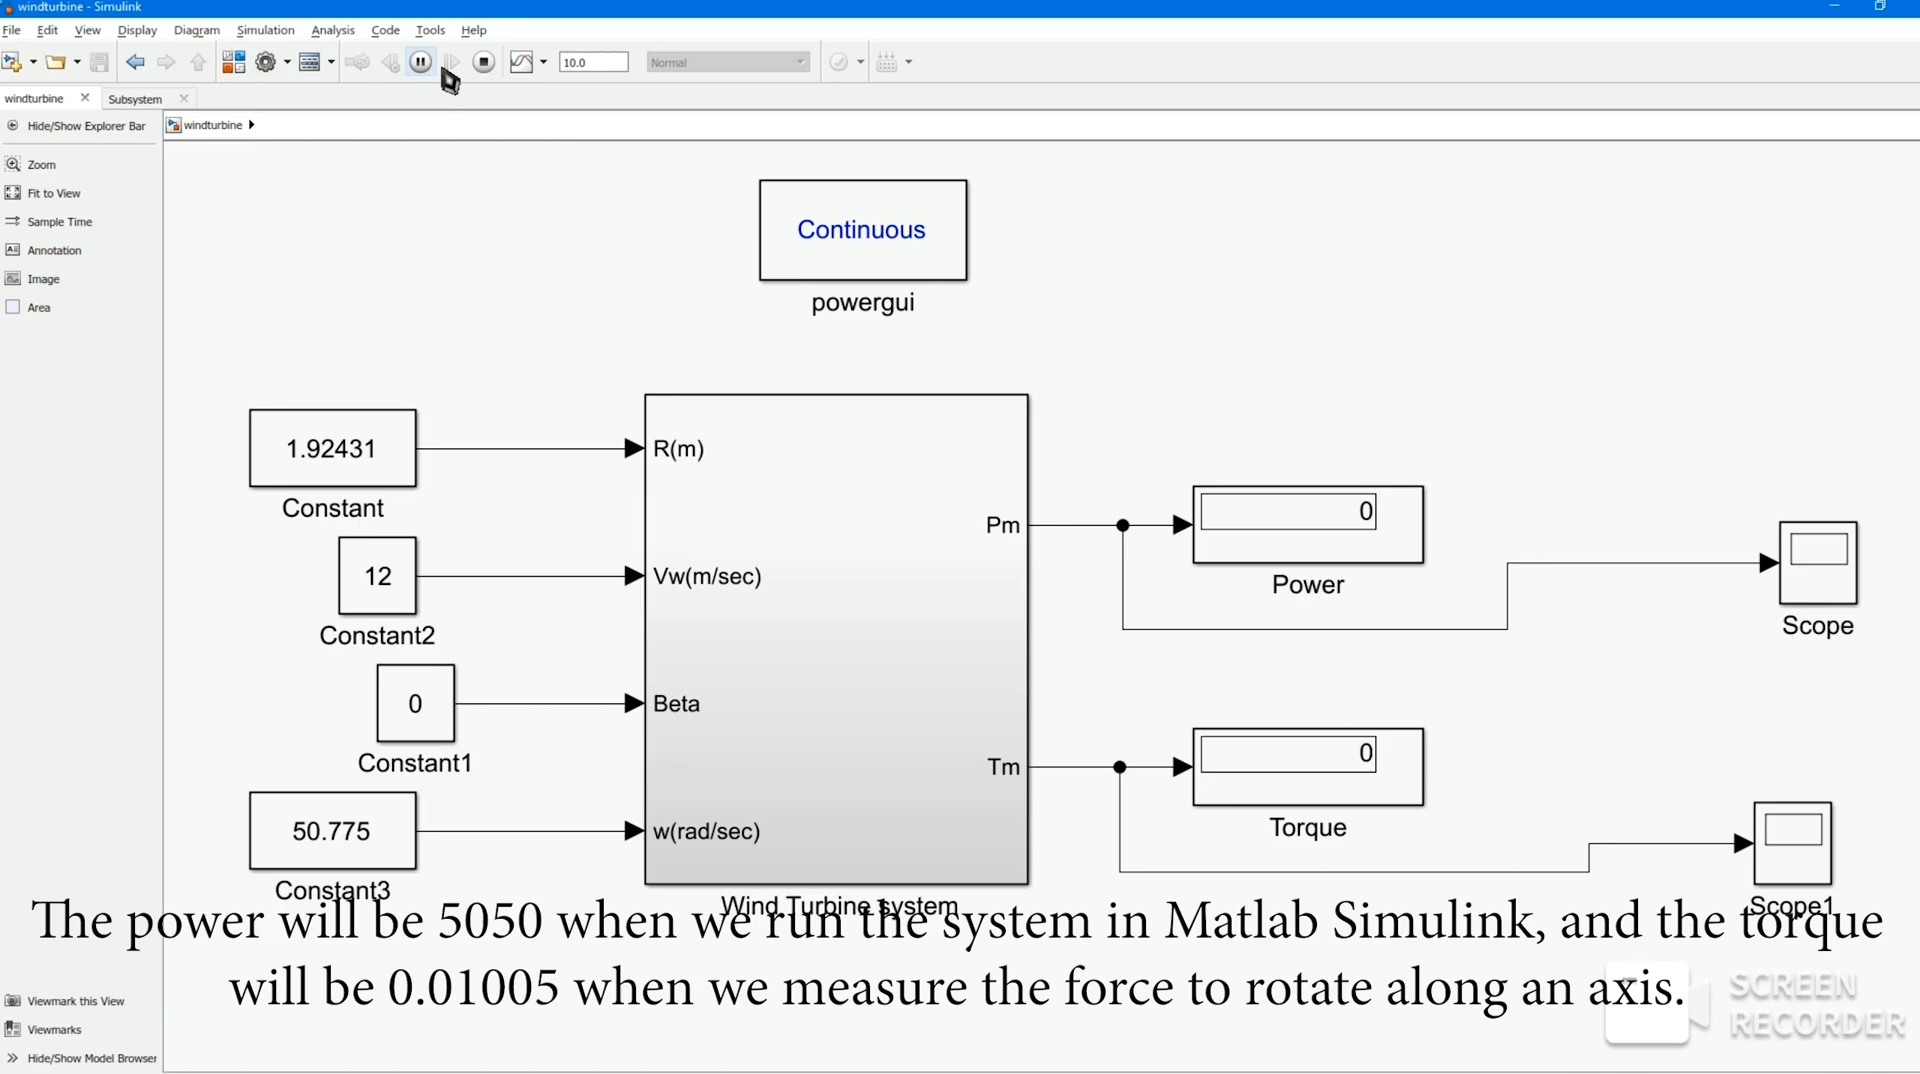 windturbine - Simulink
File Edit View Display Diagram Simulation Analysis Code Tools Help
10.0 Normal
windturbine Subsystem
Hide/Show Explorer Bar windturbine
Zoom
Fit to View
Sample Time
Annotation
Image
Area
Continuous
powergui
1.92431
Constant
12
Constant2
0
Constant1
50.775
Constant3
R(m)
Vw(m/sec)
Beta
w(rad/sec)
Pm
Tm
Wind Turbine system
0
Power
Scope
0
Torque
Scope1
The power will be 5050 when we run the system in Matlab Simulink, and the torque
will be 0.01005 when we measure the force to rotate along an axis.
SCREEN
RECORDER
Viewmark this View
Viewmarks
Hide/Show Model Browser